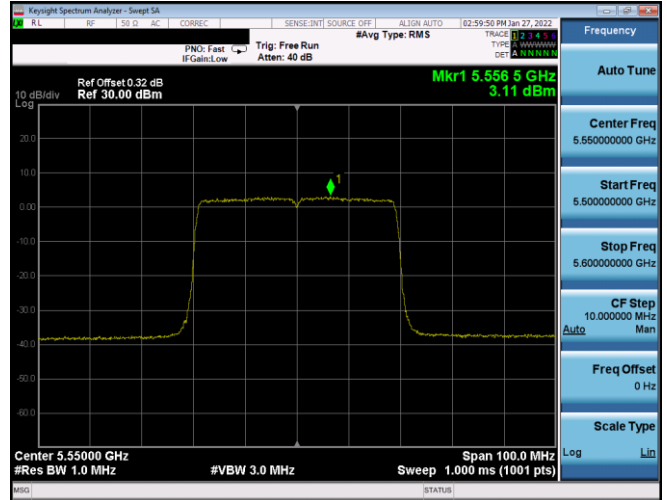 Keysight Spectrum Analyzer - Swept SA
LXI RL RF 50 Ω AC CORREC SENSE:INT SOURCE OFF ALIGN AUTO 02:59:50 PM Jan 27, 2022
#Avg Type: RMS
TRACE 1 2 3 4 5 6
TYPE A WWWWW
DET A N N N N N
PNO: Fast Trig: Free Run
IFGain:Low Atten: 40 dB
Frequency
Auto Tune
Ref Offset 0.32 dB
10 dB/div Ref 30.00 dBm
Log
Mkr1 5.556 5 GHz
3.11 dBm
20.0
10.0
0.00
-10.0
-20.0
-30.0
-40.0
-50.0
-60.0
1
Center Freq
5.550000000 GHz
Start Freq
5.500000000 GHz
Stop Freq
5.600000000 GHz
CF Step
10.000000 MHz
Auto Man
Freq Offset
0 Hz
Scale Type
Log Lin
Center 5.55000 GHz Span 100.0 MHz
#Res BW 1.0 MHz #VBW 3.0 MHz Sweep 1.000 ms (1001 pts)
MSG STATUS